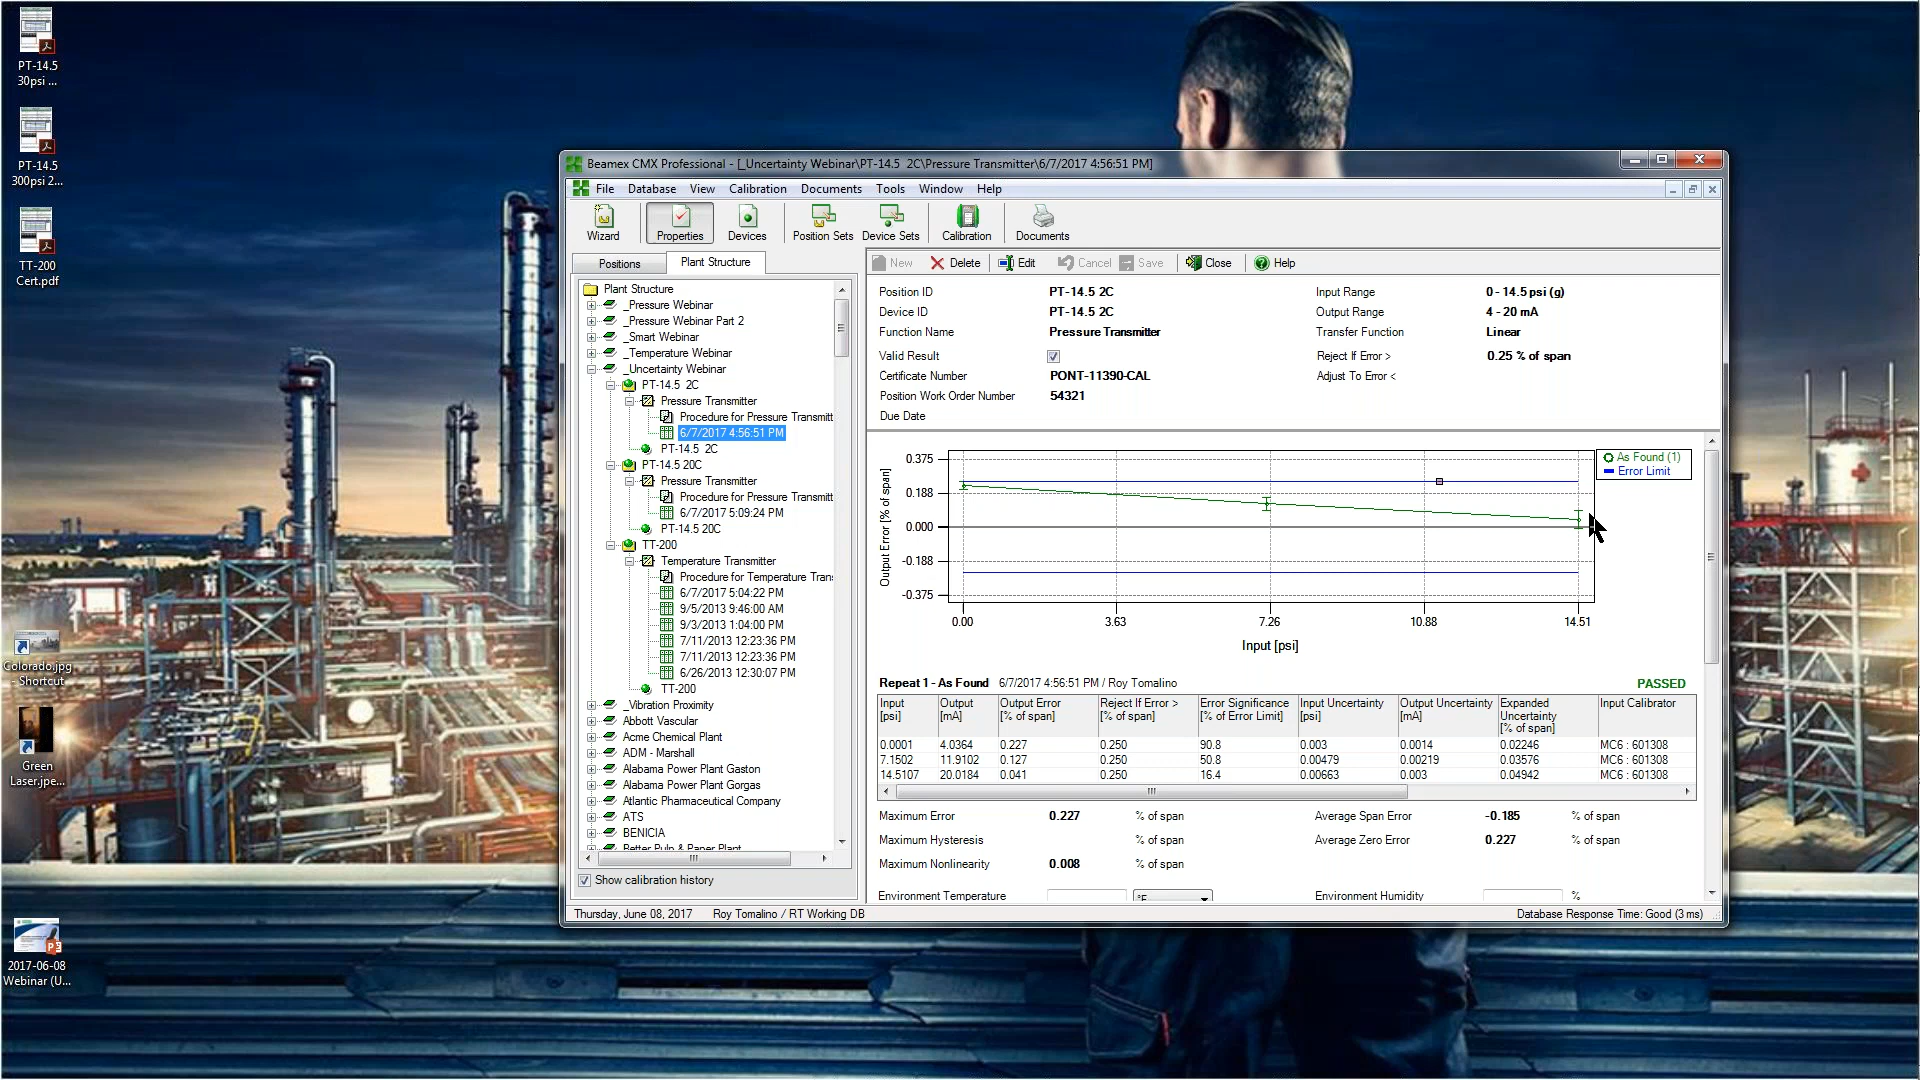 PT-14.5
30psi ...
PT-14.5
300psi 2...
TT-200
Cert.pdf
Colorado.jpg
- Shortcut
Green
Laser.jpe...
2017-06-08
Webinar (U...
Beamex CMX Professional - [_Uncertainty Webinar\PT-14.5 2C\Pressure Transmitter\6/7/2017 4:56:51 PM]
File Database View Calibration Documents Tools Window Help
Wizard Properties Devices Position Sets Device Sets Calibration Documents
Positions Plant Structure
Plant Structure
_Pressure Webinar
_Pressure Webinar Part 2
_Smart Webinar
_Temperature Webinar
_Uncertainty Webinar
PT-14.5 2C
Pressure Transmitter
Procedure for Pressure Transmitt
6/7/2017 4:56:51 PM
PT-14.5 2C
PT-14.5 20C
Pressure Transmitter
Procedure for Pressure Transmitt
6/7/2017 5:09:24 PM
PT-14.5 20C
TT-200
Temperature Transmitter
Procedure for Temperature Tran
6/7/2017 5:04:22 PM
9/5/2013 9:46:00 AM
9/3/2013 1:04:00 PM
7/11/2013 12:23:36 PM
7/11/2013 12:23:36 PM
6/26/2013 12:30:07 PM
TT-200
_Vibration Proximity
Abbott Vascular
Acme Chemical Plant
ADM - Marshall
Alabama Power Plant Gaston
Alabama Power Plant Gorgas
Atlantic Pharmaceutical Company
ATS
BENICIA
Better Pulp & Paper Plant
Show calibration history
New Delete Edit Cancel Save Close Help
Position ID PT-14.5 2C Input Range 0 - 14.5 psi (g)
Device ID PT-14.5 2C Output Range 4 - 20 mA
Function Name Pressure Transmitter Transfer Function Linear
Valid Result Reject If Error > 0.25 % of span
Certificate Number PONT-11390-CAL Adjust To Error <
Position Work Order Number 54321
Due Date
Output Error [% of span]
0.375
0.188
0.000
-0.188
-0.375
0.00 3.63 7.26 10.88 14.51
Input [psi]
As Found (1)
Error Limit
Repeat 1 - As Found 6/7/2017 4:56:51 PM / Roy Tomalino PASSED
Input [psi] Output [mA] Output Error [% of span] Reject If Error > [% of span] Error Significance [% of Error Limit] Input Uncertainty [psi] Output Uncertainty [mA] Expanded Uncertainty [% of span] Input Calibrator
0.0001 4.0364 0.227 0.250 90.8 0.003 0.0014 0.02246 MC6 : 601308
7.1502 11.9102 0.127 0.250 50.8 0.00479 0.00219 0.03576 MC6 : 601308
14.5107 20.0184 0.041 0.250 16.4 0.00663 0.003 0.04942 MC6 : 601308
Maximum Error 0.227 % of span Average Span Error -0.185 % of span
Maximum Hysteresis % of span Average Zero Error 0.227 % of span
Maximum Nonlinearity 0.008 % of span
Environment Temperature °F Environment Humidity %
Thursday, June 08, 2017 Roy Tomalino / RT Working DB Database Response Time: Good (3 ms)